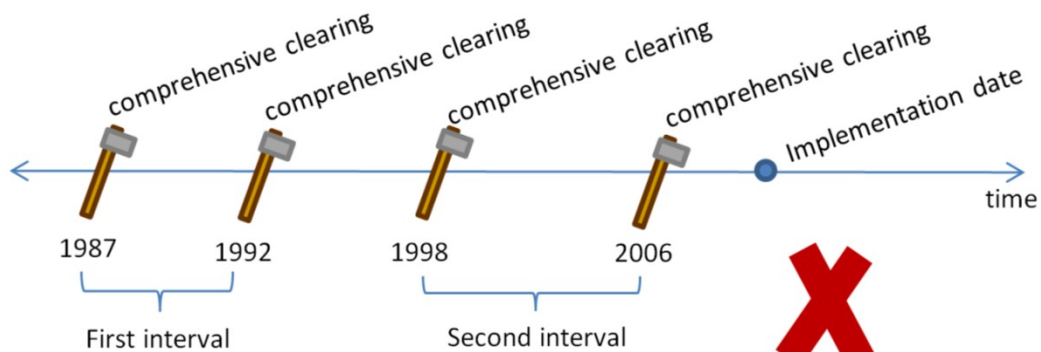 comprehensive clearing
comprehensive clearing
comprehensive clearing
comprehensive clearing
Implementation date
time
1987
1992
1998
2006
First interval
Second interval